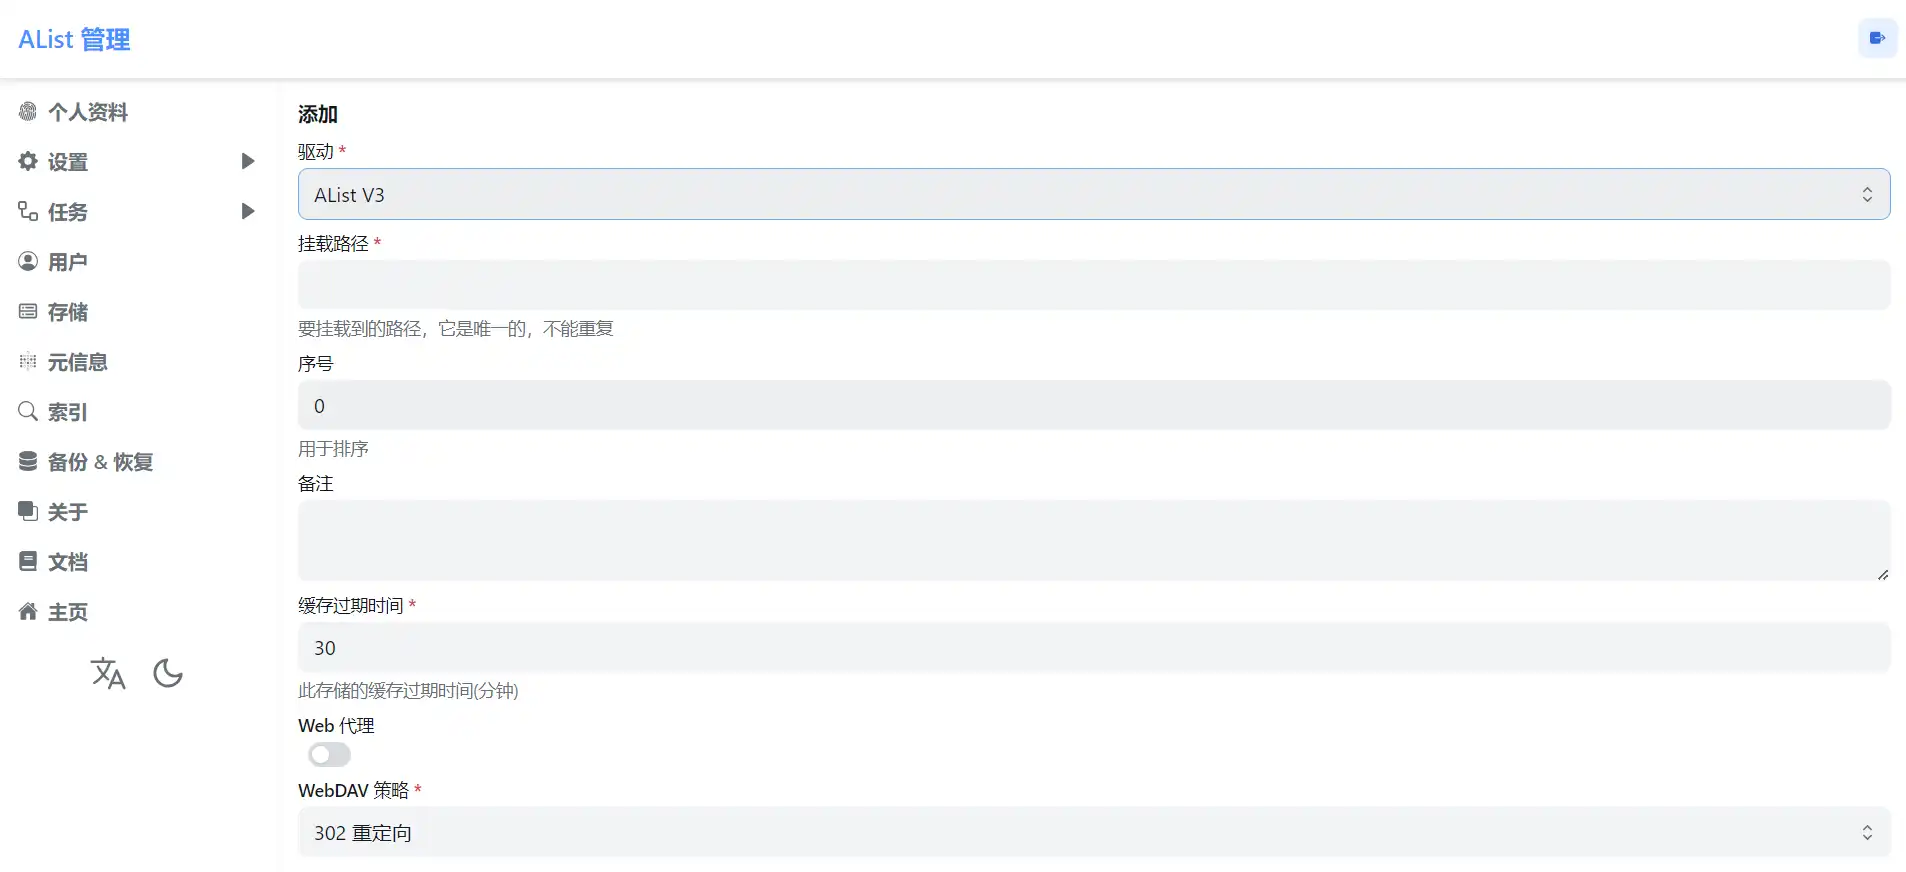 AList 管理
个人资料
设置
任务
用户
存储
元信息
索引
备份 & 恢复
关于
文档
主页
添加
驱动 *
AList V3
挂载路径 *
要挂载到的路径，它是唯一的，不能重复
序号
0
用于排序
备注
缓存过期时间 *
30
此存储的缓存过期时间(分钟)
Web 代理
WebDAV 策略 *
302 重定向